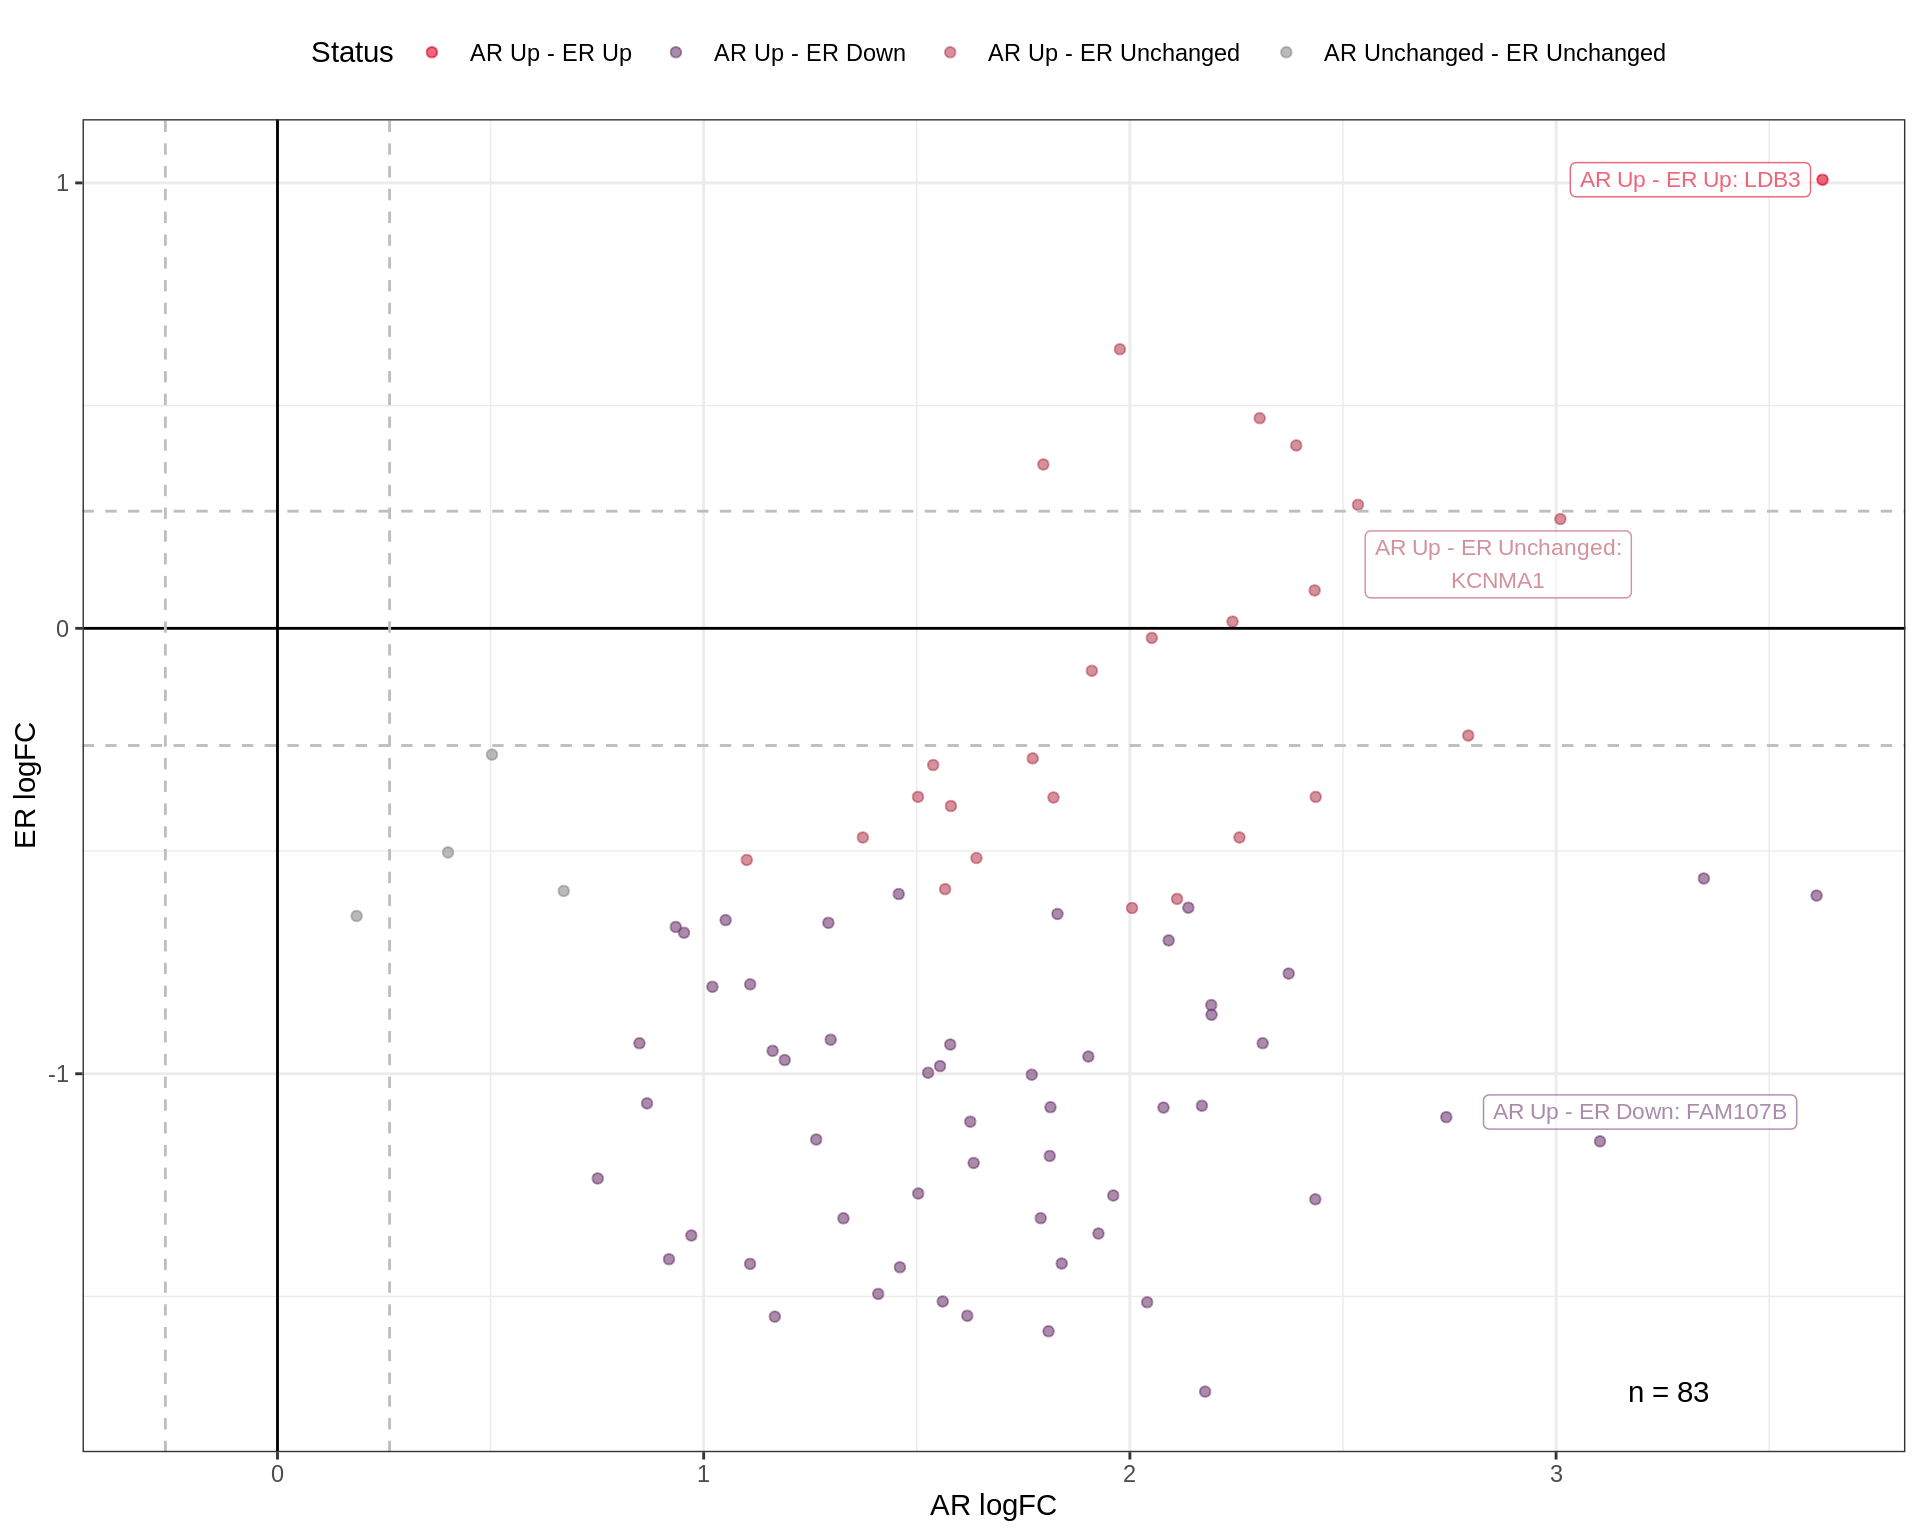 Status AR Up - ER Up AR Up - ER Down AR Up - ER Unchanged AR Unchanged - ER Unchanged
1
AR Up - ER Up: LDB3
AR Up - ER Unchanged:
KCNMA1
0
ER logFC
-1
AR Up - ER Down: FAM107B
n = 83
0 1 2 3
AR logFC